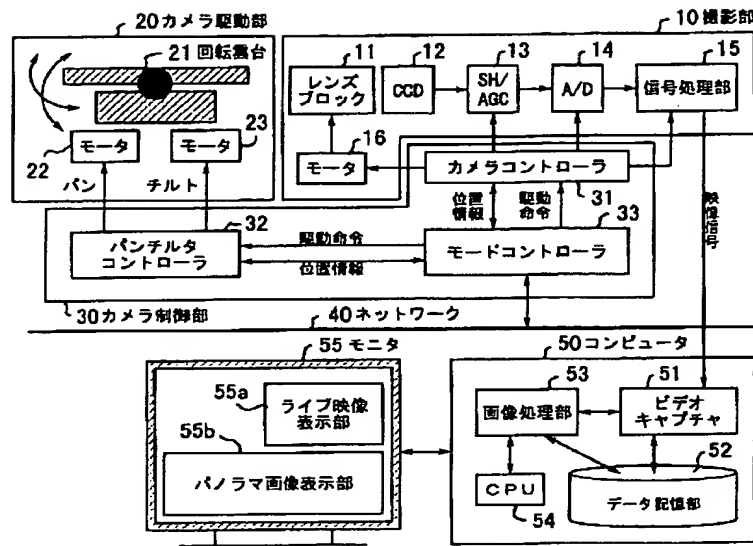 20カメラ駆動部
10撮影部
21回転雲台
11
12
13
14
15
レンズ
ブロック
CCD
SH/
AGC
A/D
信号処理部
22
モータ
モータ
23
16
モータ
カメラコントローラ
31
パン
チルト
位置
情報
駆動
命令
33
映像信号
32
パンチルタ
コントローラ
駆動命令
位置情報
モードコントローラ
30カメラ制御部
40ネットワーク
55モニタ
50コンピュータ
55a
ライブ映像
表示部
55b
パノラマ画像表示部
53
画像処理部
51
ビデオ
キャプチャ
52
CPU
54
データ記憶部